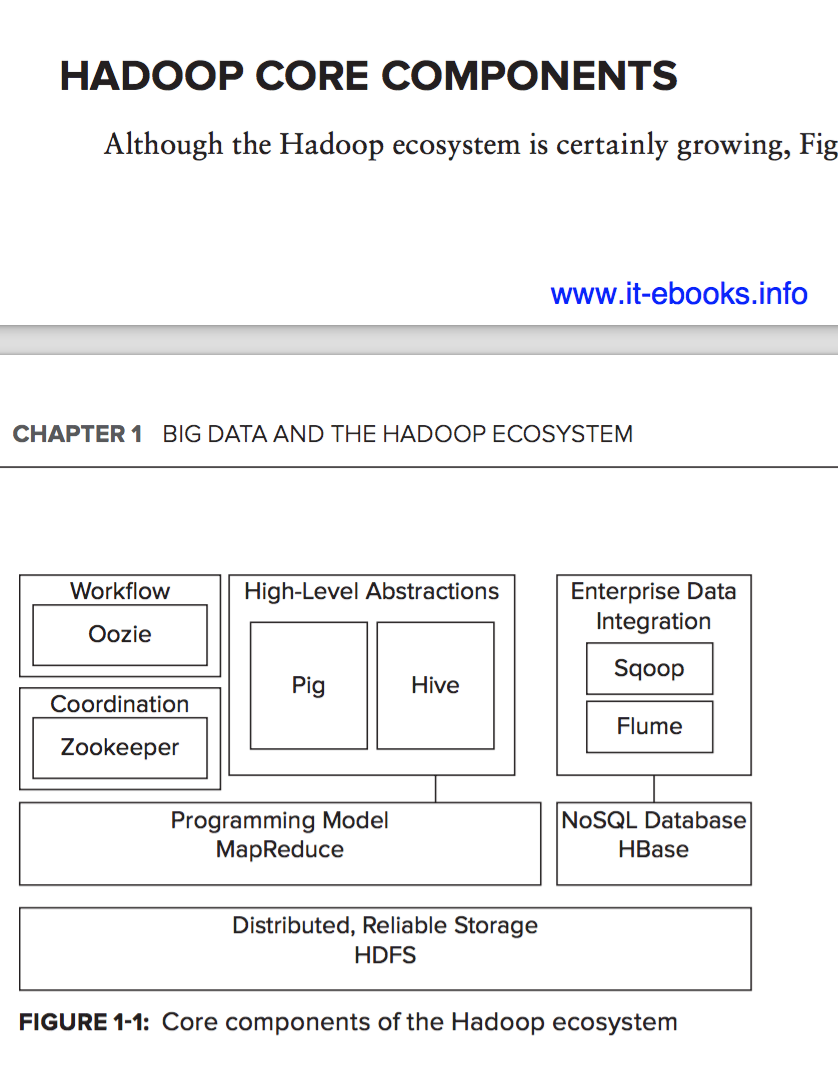 HADOOP CORE COMPONENTS
Although the Hadoop ecosystem is certainly growing, Fig
www.it-ebooks.info
CHAPTER 1 BIG DATA AND THE HADOOP ECOSYSTEM
Workflow
Oozie
Coordination
Zookeeper
High-Level Abstractions
Pig
Hive
Enterprise Data
Integration
Sqoop
Flume
Programming Model
MapReduce
NoSQL Database
HBase
Distributed, Reliable Storage
HDFS
FIGURE 1-1: Core components of the Hadoop ecosystem